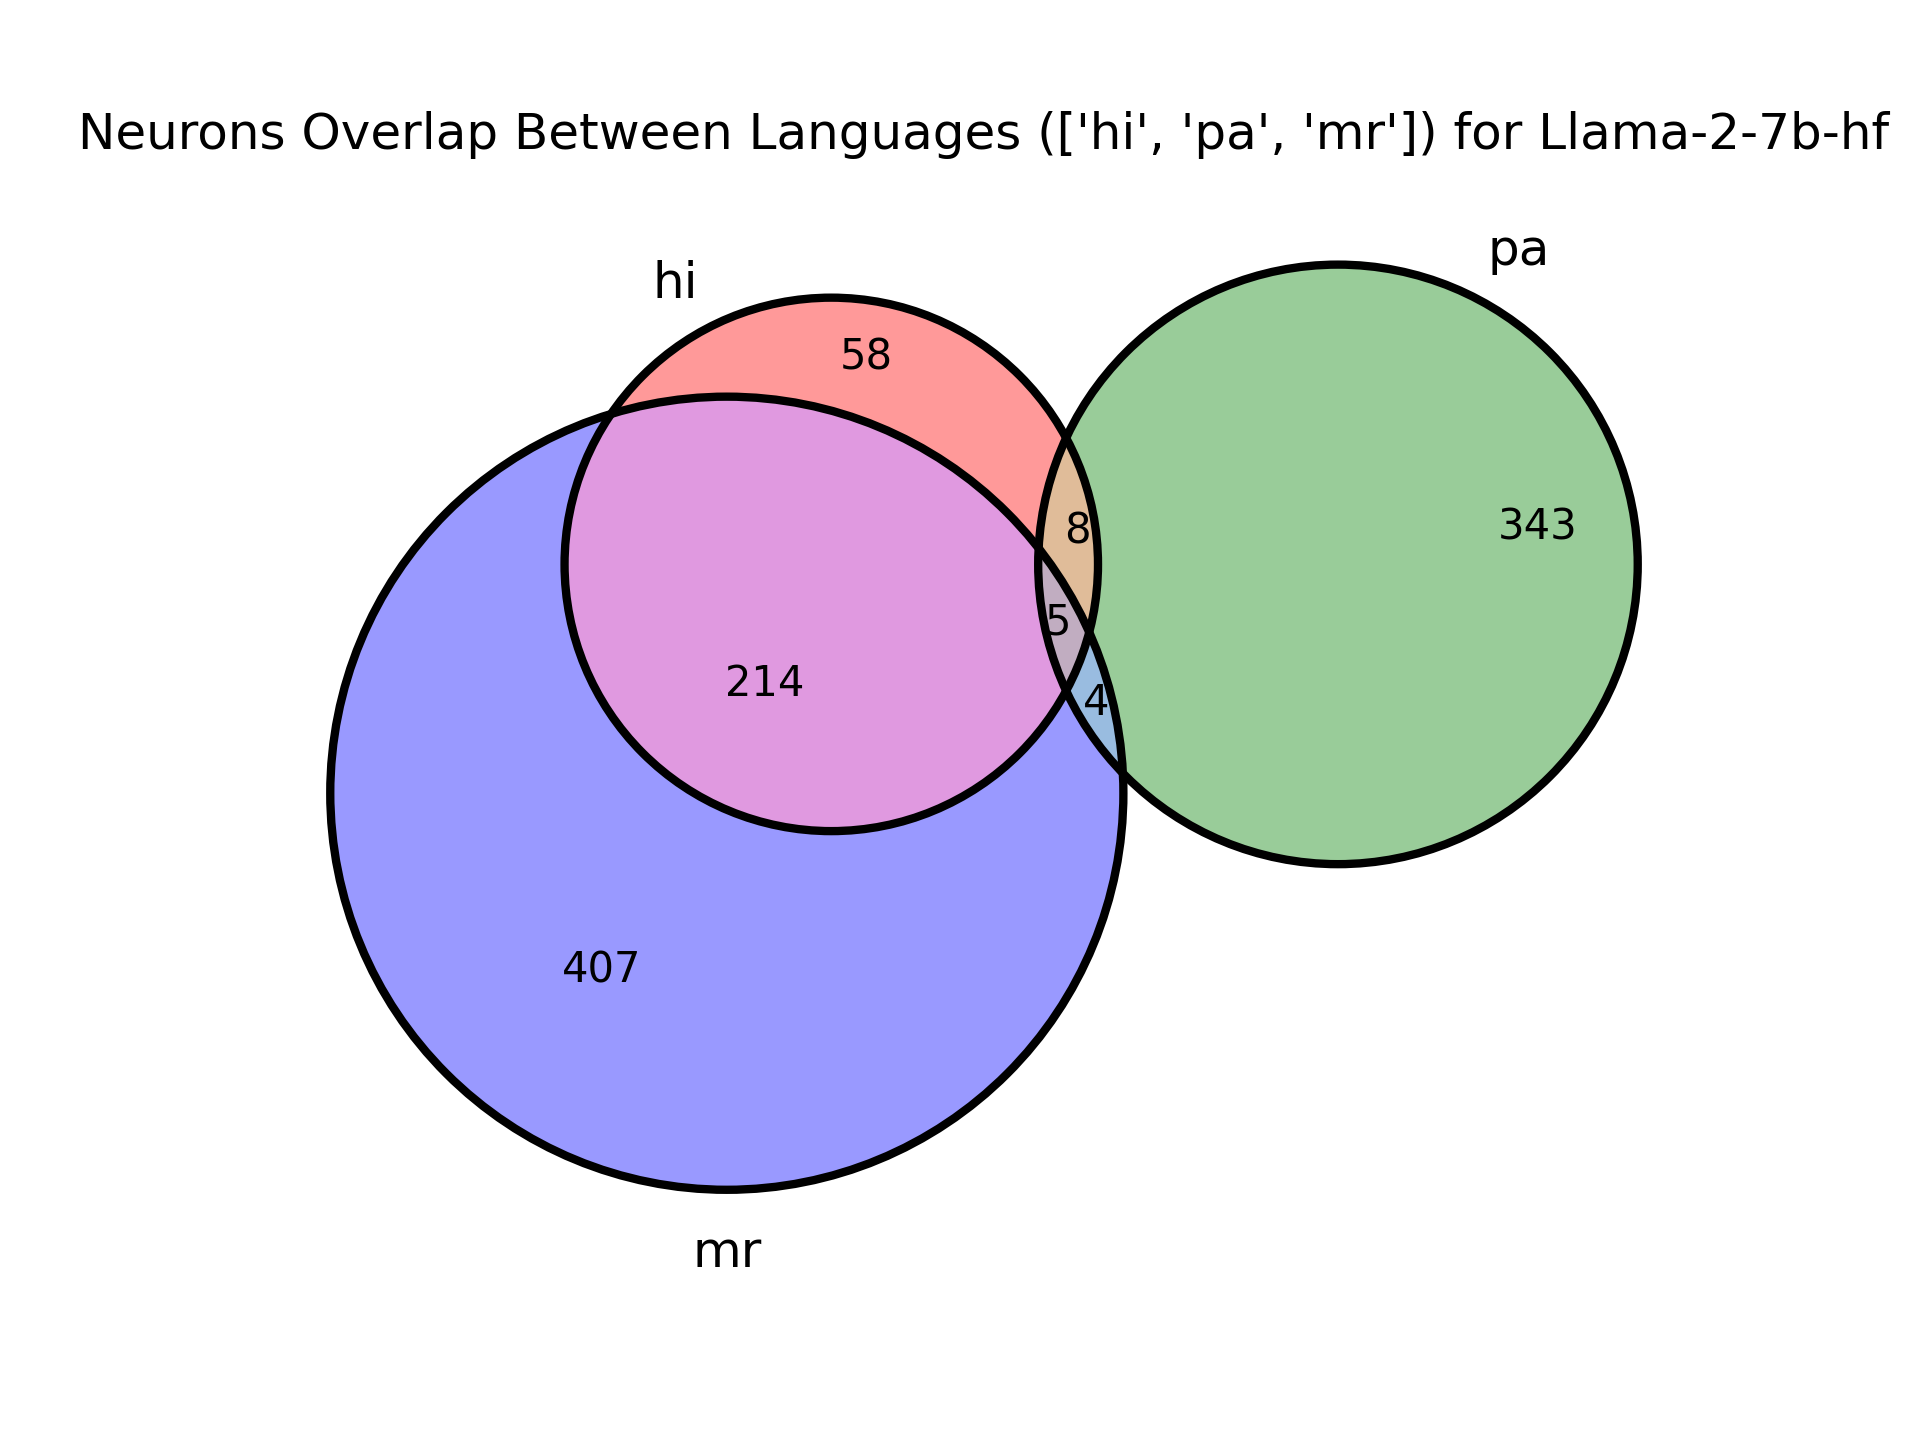 Neurons Overlap Between Languages (['hi', 'pa', 'mr']) for Llama-2-7b-hf
pa
hi
58
343
8
5
214
4
407
mr